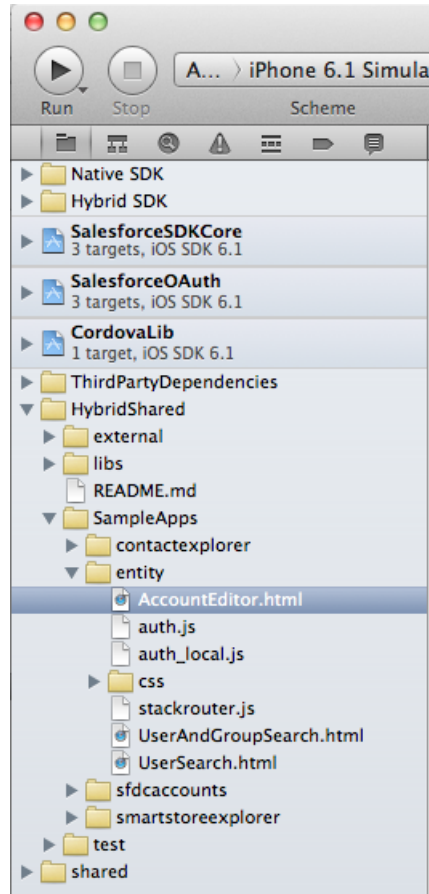 A... 〉 iPhone 6.1 Simula
Run Stop Scheme
Native SDK
Hybrid SDK
SalesforceSDKCore
3 targets, iOS SDK 6.1
SalesforceOAuth
3 targets, iOS SDK 6.1
CordovaLib
1 target, iOS SDK 6.1
ThirdPartyDependencies
HybridShared
external
libs
README.md
SampleApps
contactexplorer
entity
AccountEditor.html
auth.js
auth_local.js
css
stackrouter.js
UserAndGroupSearch.html
UserSearch.html
sfdcaccounts
smartstoreexplorer
test
shared